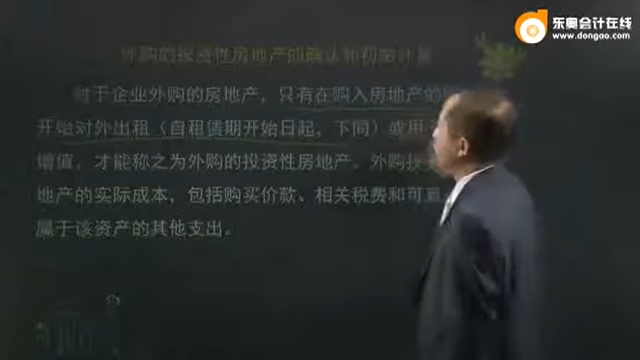 东奥会计在线
www.dongao.com
外购的投资性房地产的确认和初始计量
对于企业外购的房地产，只有在购入房地产的
开始对外出租（自租赁期开始日起，下同）或用
增值，才能称之为外购的投资性房地产。外购投
地产的实际成本，包括购买价款、相关税费和可直
属于该资产的其他支出。